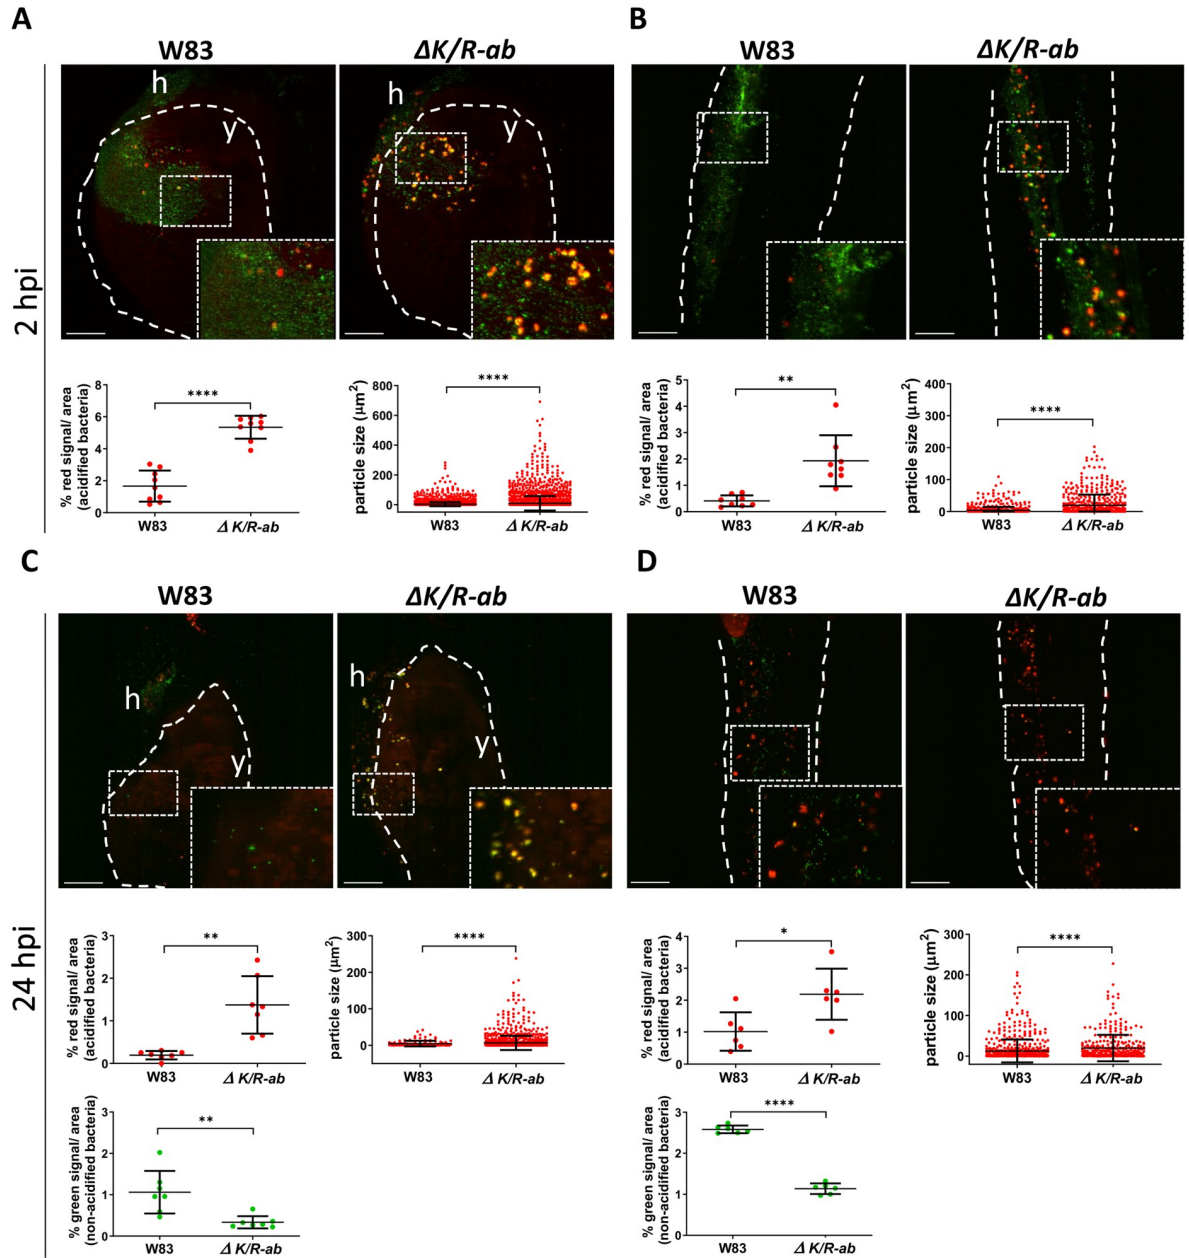 A
B
W83
ΔK/R-ab
W83
ΔK/R-ab
h
y
h
y
2 hpi
% red signal/ area
(acidified bacteria)
8
6
4
2
0
****
W83
Δ K/R-ab
particle size (μm²)
800
600
400
200
0
****
W83
Δ K/R-ab
% red signal/ area
(acidified bacteria)
5
4
3
2
1
0
**
W83
Δ K/R-ab
particle size (μm²)
400
300
200
100
0
****
W83
Δ K/R-ab
C
D
W83
ΔK/R-ab
W83
ΔK/R-ab
h
y
h
y
24 hpi
% red signal/ area
(acidified bacteria)
3
2
1
0
**
W83
Δ K/R-ab
particle size (μm²)
300
200
100
0
****
W83
Δ K/R-ab
% red signal/ area
(acidified bacteria)
4
3
2
1
0
*
W83
Δ K/R-ab
particle size (μm²)
300
200
100
0
****
W83
Δ K/R-ab
% green signal/ area
(non-acidified bacteria)
3
2
1
0
**
W83
Δ K/R-ab
% green signal/ area
(non-acidified bacteria)
3
2
1
0
****
W83
Δ K/R-ab